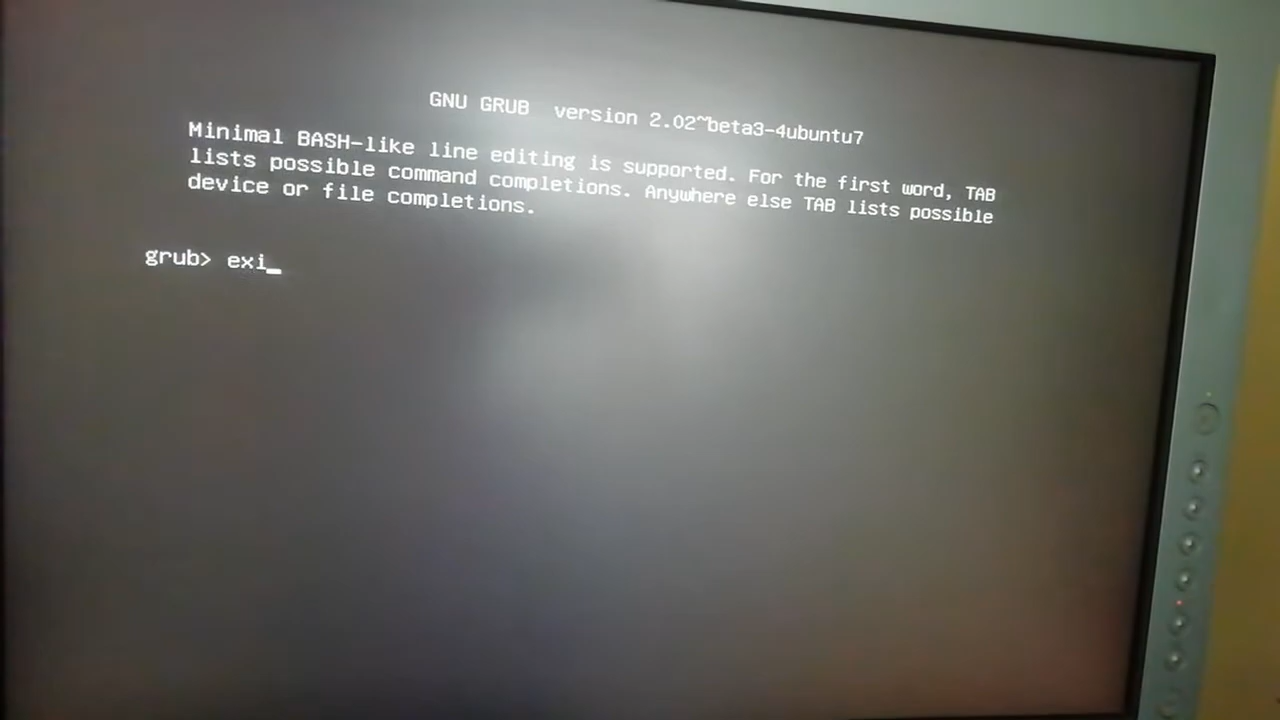 GNU GRUB version 2.02~beta3-4ubuntu7
Minimal BASH-like line editing is supported. For the first word, TAB
lists possible command completions. Anywhere else TAB lists possible
device or file completions.
grub> exi_